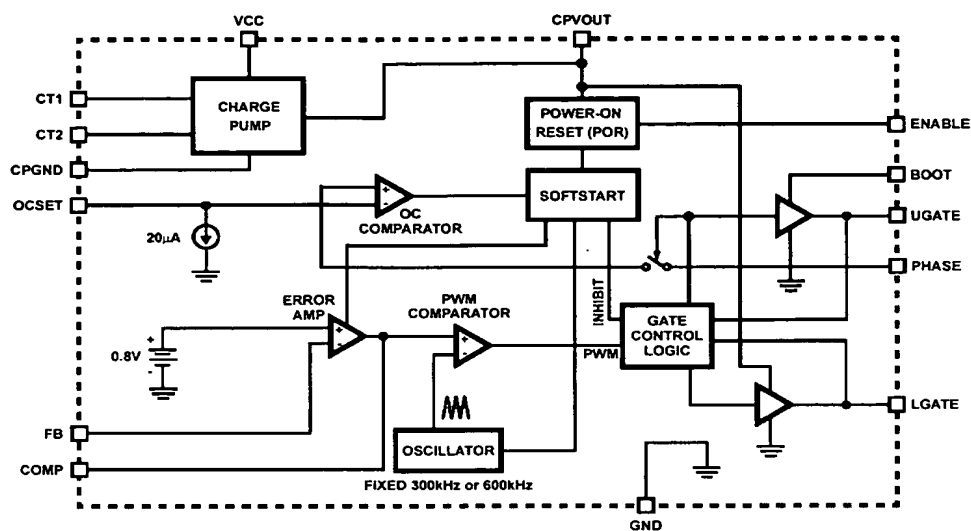 VCC
CPVOUT
CT1
CHARGE
PUMP
CT2
CPGND
POWER-ON
RESET (POR)
ENABLE
BOOT
OCSET
+
-
OC
COMPARATOR
SOFTSTART
UGATE
20μA
PHASE
ERROR
AMP
PWM
COMPARATOR
INHIBIT
GATE
CONTROL
LOGIC
+
0.8V
-
+
-
+
-
PWM
LGATE
FB
OSCILLATOR
COMP
FIXED 300kHz or 600kHz
GND